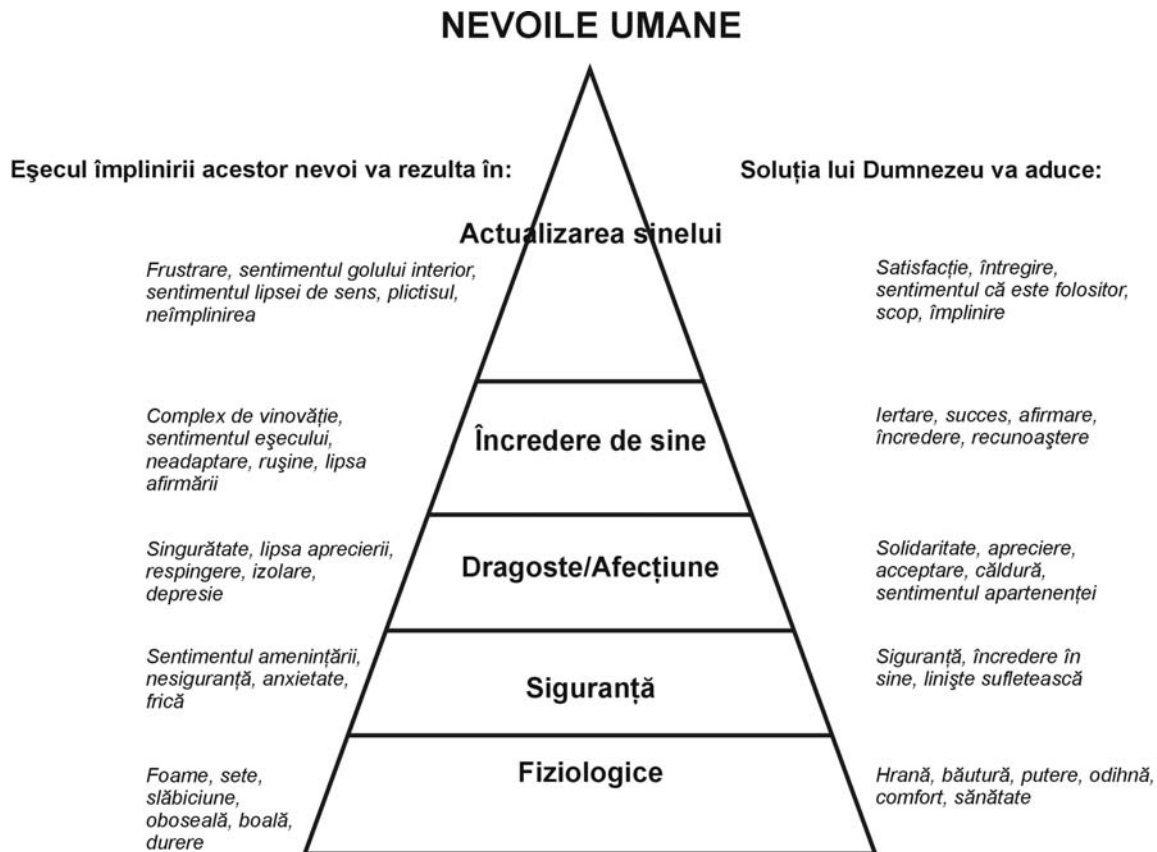 NEVOILE UMANE
Eşecul împlinirii acestor nevoi va rezulta în:
Soluția lui Dumnezeu va aduce:
Actualizarea sinelui
Frustrare, sentimentul golului interior,
sentimentul lipsei de sens, plictisul,
neîmplinirea
Satisfacție, întregire,
sentimentul că este folositor,
scop, împlinire
Complex de vinovăție,
sentimentul eşecului,
neadaptare, ruşine, lipsa
afirmării
Încredere de sine
Iertare, succes, afirmare,
încredere, recunoaştere
Singurătate, lipsa aprecierii,
respingere, izolare,
depresie
Dragoste/Afecțiune
Solidaritate, apreciere,
acceptare, căldură,
sentimentul apartenenței
Sentimentul amenințării,
nesiguranță, anxietate,
frică
Siguranță
Siguranță, încredere în
sine, linişte sufletească
Foame, sete,
slăbiciune,
oboseală, boală,
durere
Fiziologice
Hrană, băutură, putere, odihnă,
comfort, sănătate